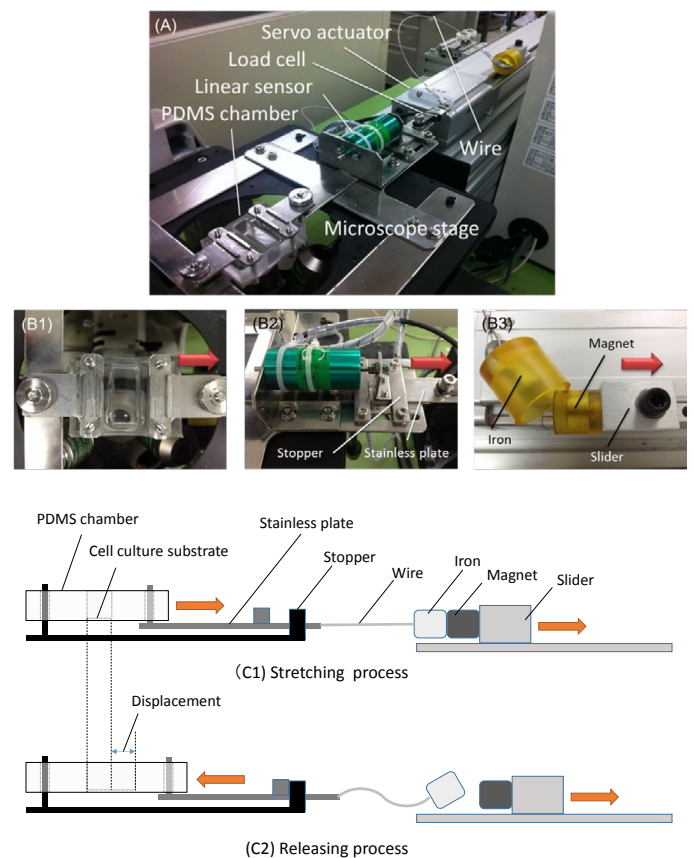 (A)
Servo actuator
Load cell
Linear sensor
PDMS chamber
Wire
Microscope stage
(B1)
(B2)
Stopper
Stainless plate
(B3)
Magnet
Iron
Slider
PDMS chamber
Cell culture substrate
Stainless plate
Stopper
Wire
Iron
Magnet
Slider
(C1) Stretching process
Displacement
(C2) Releasing process